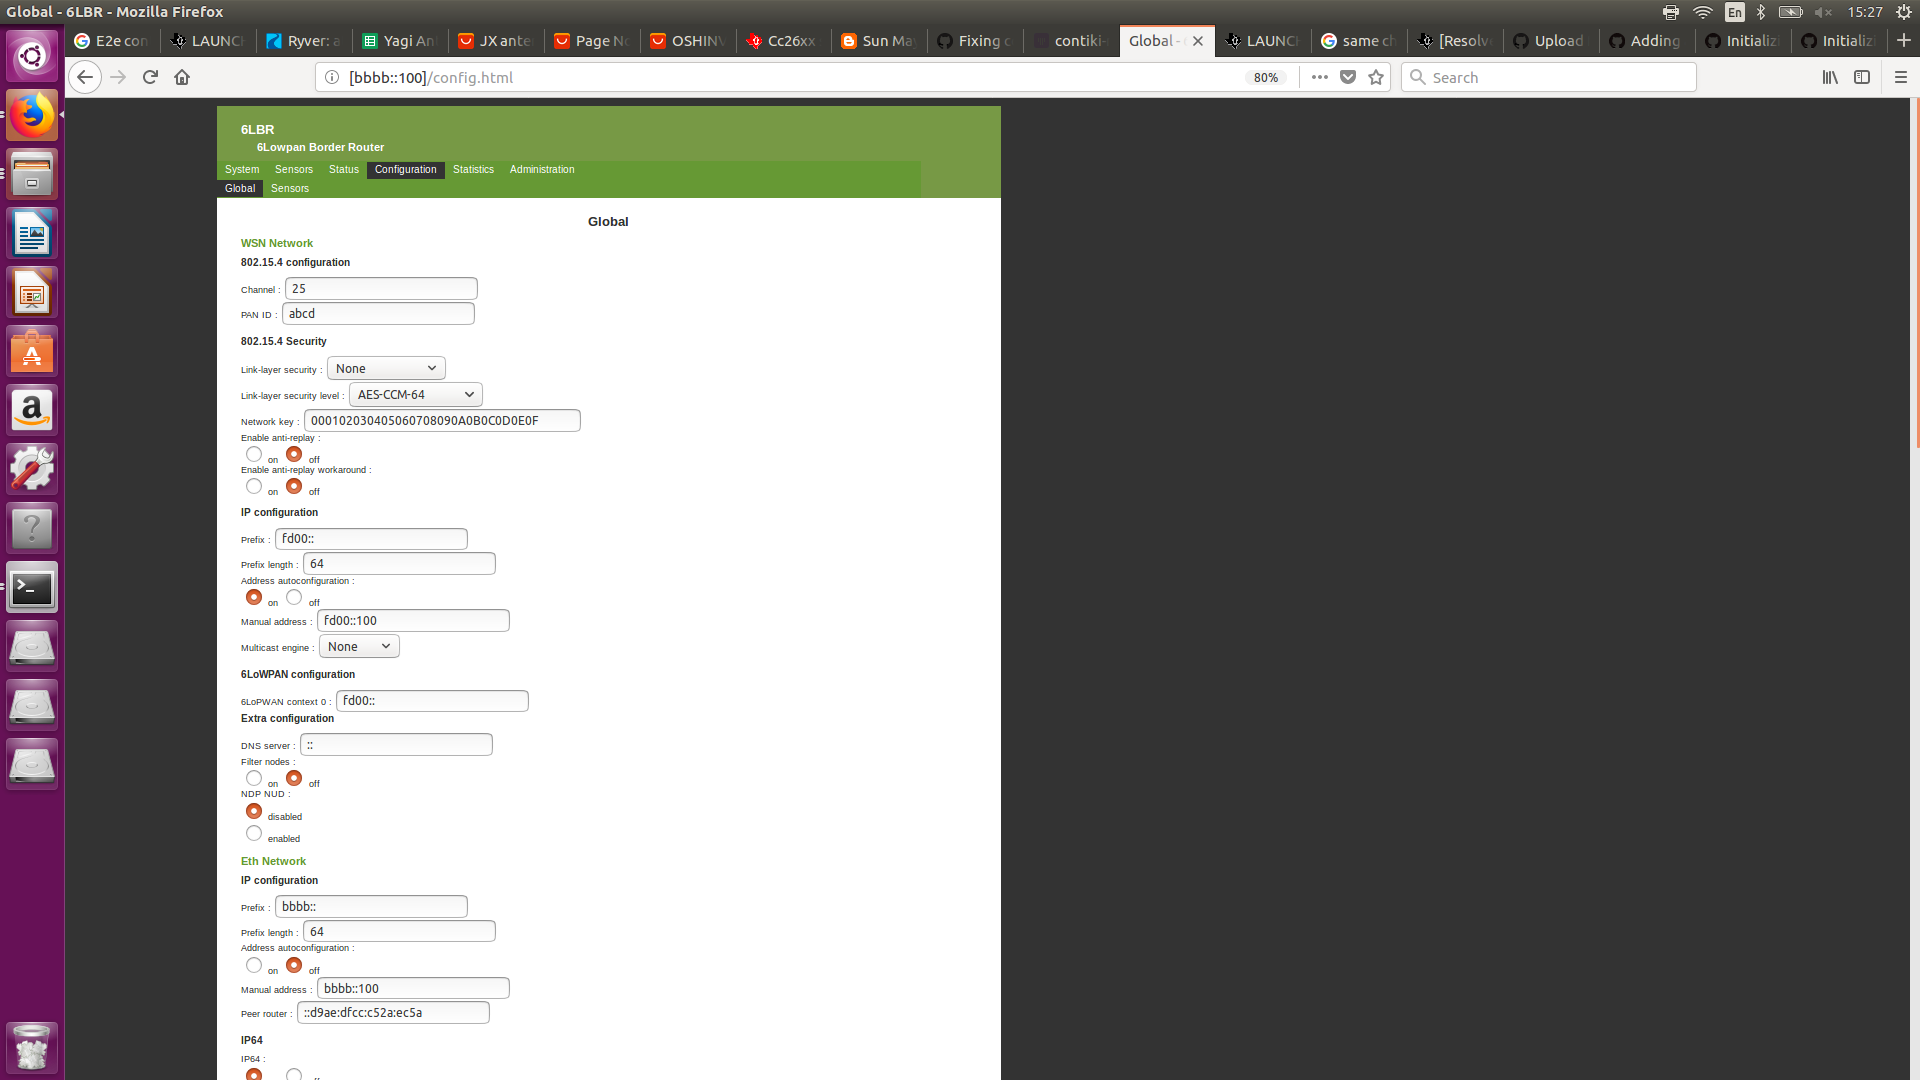 Global - 6LBR - Mozilla Firefox
En
15:27
E2e con
LAUNCH
Ryver: a
Yagi Ant
JX ante
Page No
OSHINV
Cc26xx
Sun May
Fixing c
contiki-
Global -
LAUNCH
same ch
[Resolve
Upload
Adding
Initializi
Initializi
[bbbb::100]/config.html
80%
Search
6LBR
6Lowpan Border Router
System Sensors Status Configuration Statistics Administration
Global Sensors
Global
WSN Network
802.15.4 configuration
Channel : 25
PAN ID : abcd
802.15.4 Security
Link-layer security : None
Link-layer security level : AES-CCM-64
Network key : 000102030405060708090A0B0C0D0E0F
Enable anti-replay :
on off
Enable anti-replay workaround :
on off
IP configuration
Prefix : fd00::
Prefix length : 64
Address autoconfiguration :
on off
Manual address : fd00::100
Multicast engine : None
6LoWPAN configuration
6LoPWAN context 0 : fd00::
Extra configuration
DNS server : ::
Filter nodes :
on off
NDP NUD :
disabled
enabled
Eth Network
IP configuration
Prefix : bbbb::
Prefix length : 64
Address autoconfiguration :
on off
Manual address : bbbb::100
Peer router : ::d9ae:dfcc:c52a:ec5a
IP64
IP64 :